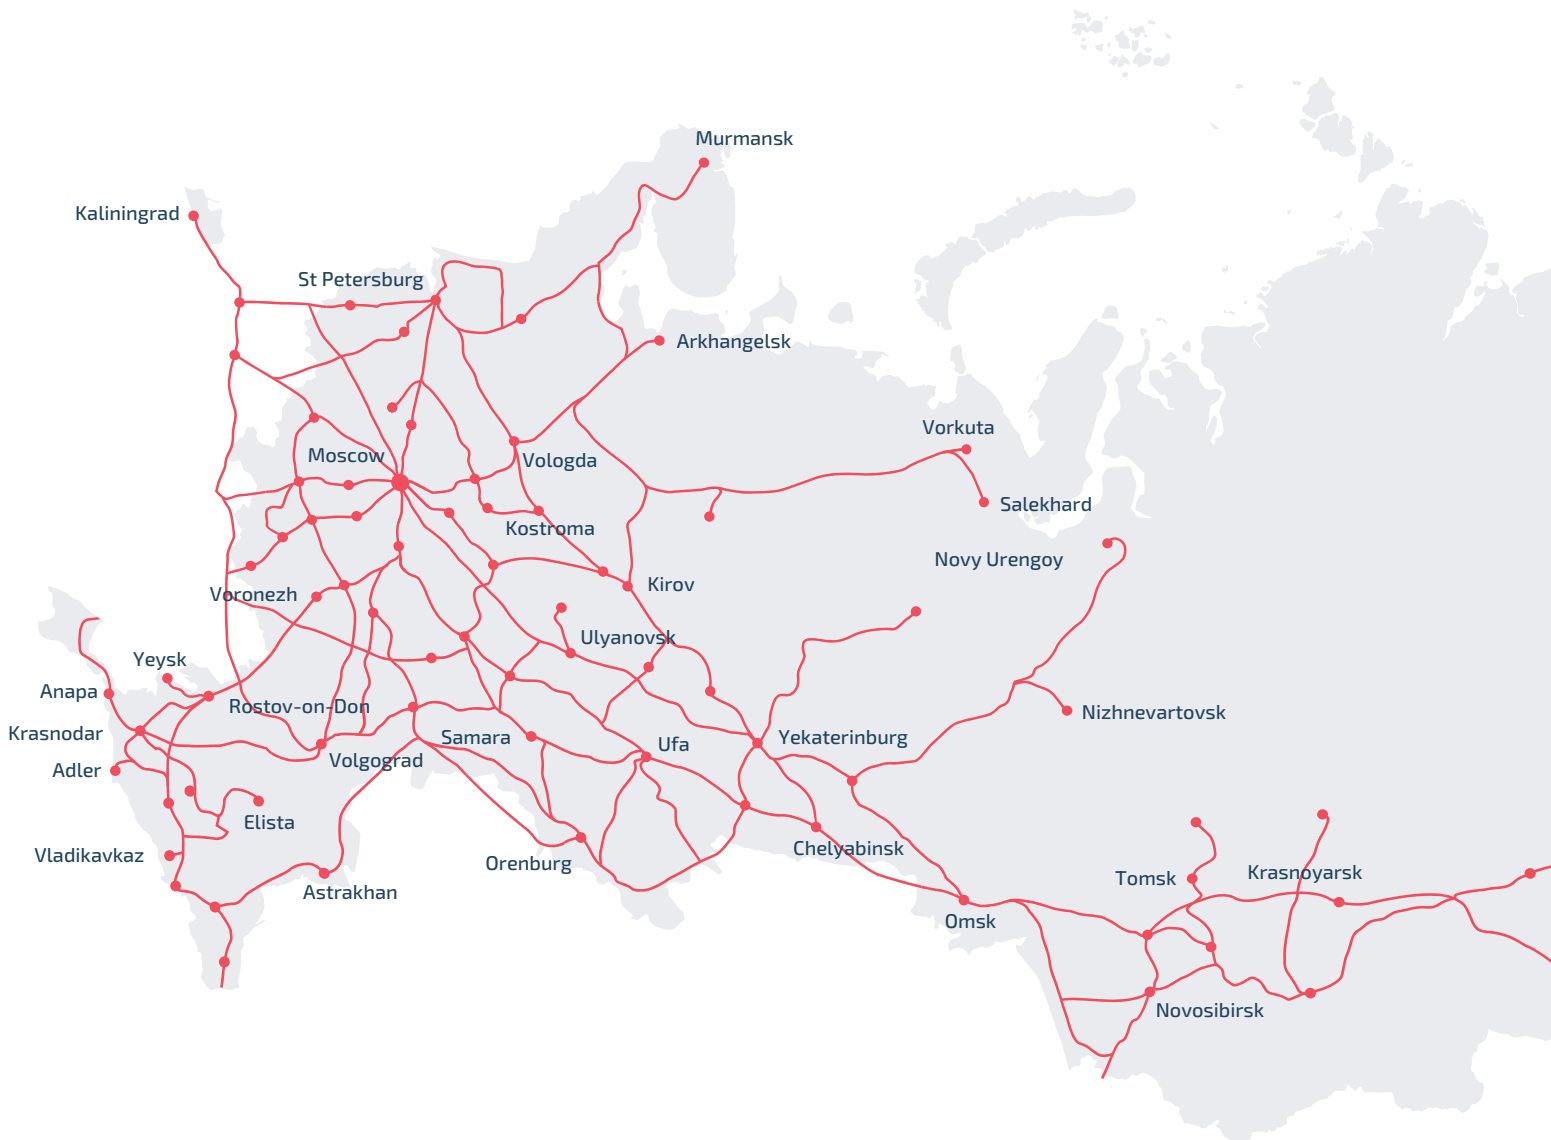 Murmansk
Kaliningrad
St Petersburg
Arkhangelsk
Vorkuta
Moscow
Vologda
Salekhard
Kostroma
Novy Urengoy
Kirov
Voronezh
Ulyanovsk
Yeysk
Anapa
Rostov-on-Don
Nizhnevartovsk
Krasnodar
Samara
Ufa
Yekaterinburg
Volgograd
Adler
Elista
Chelyabinsk
Vladikavkaz
Orenburg
Krasnoyarsk
Tomsk
Astrakhan
Omsk
Novosibirsk